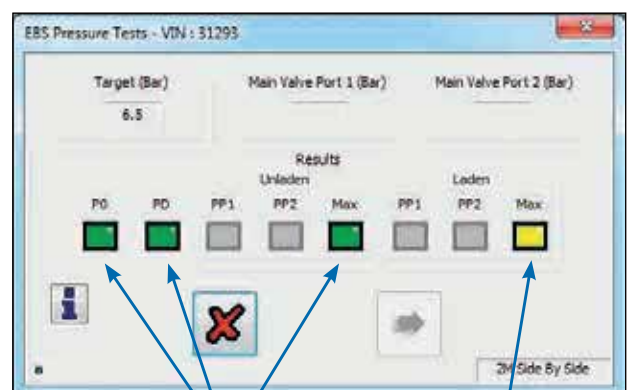 EBS Pressure Tests - VIN : 31293
Target (Bar)
6.5
Main Valve Port 1 (Bar)
Main Valve Port 2 (Bar)
Results
Unladen
Laden
P0 PD PP1 PP2 Max PP1 PP2 Max
2M Side By Side